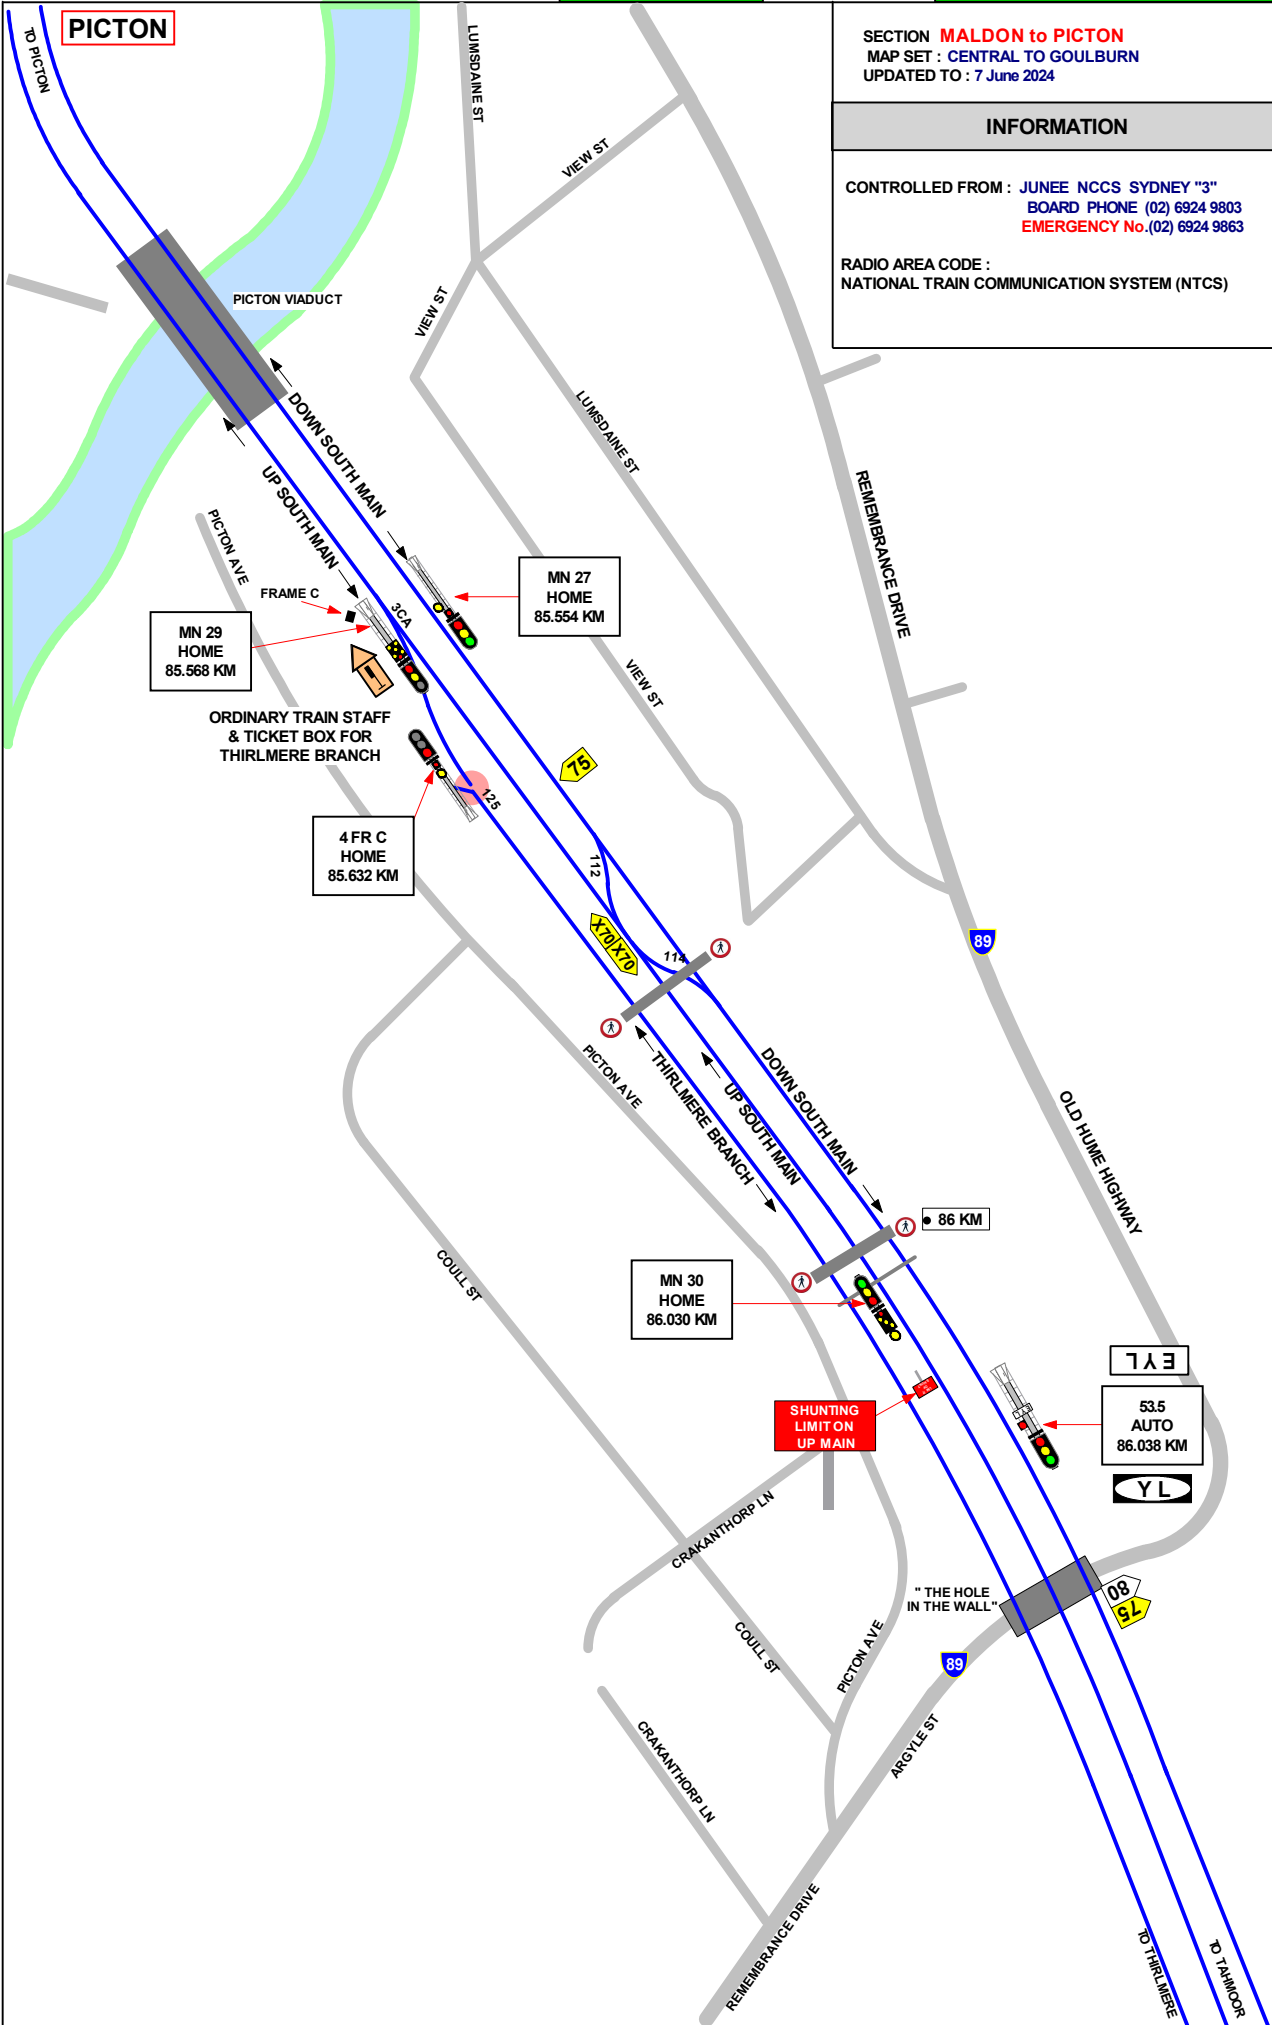 PICTON
TO PICTON
SECTION MALDON to PICTON
MAP SET : CENTRAL TO GOULBURN
UPDATED TO : 7 June 2024
INFORMATION
CONTROLLED FROM : JUNEE NCCS SYDNEY "3"
BOARD PHONE (02) 6924 9803
EMERGENCY No.(02) 6924 9863
RADIO AREA CODE :
NATIONAL TRAIN COMMUNICATION SYSTEM (NTCS)
LUMSDAINE ST
VIEW ST
PICTON VIADUCT
VIEW ST
DOWN SOUTH MAIN
UP SOUTH MAIN
LUMSDAINE ST
REMEMBRANCE DRIVE
PICTON AVE
FRAME C
3CA
MN 27
HOME
85.554 KM
MN 29
HOME
85.568 KM
VIEW ST
ORDINARY TRAIN STAFF
& TICKET BOX FOR
THIRLMERE BRANCH
75
125
4 FR C
HOME
85.632 KM
112
X70
X70
114
89
PICTON AVE
THIRLMERE BRANCH
UP SOUTH MAIN
DOWN SOUTH MAIN
OLD HUME HIGHWAY
86 KM
COULL ST
MN 30
HOME
86.030 KM
EYL
SHUNTING
LIMIT ON
UP MAIN
53.5
AUTO
86.038 KM
YL
CRAKANTHORP LN
" THE HOLE
IN THE WALL"
80
75
COULL ST
PICTON AVE
89
ARGYLE ST
CRAKANTHORP LN
REMEMBRANCE DRIVE
TO THIRLMERE
TO TAHMOOR